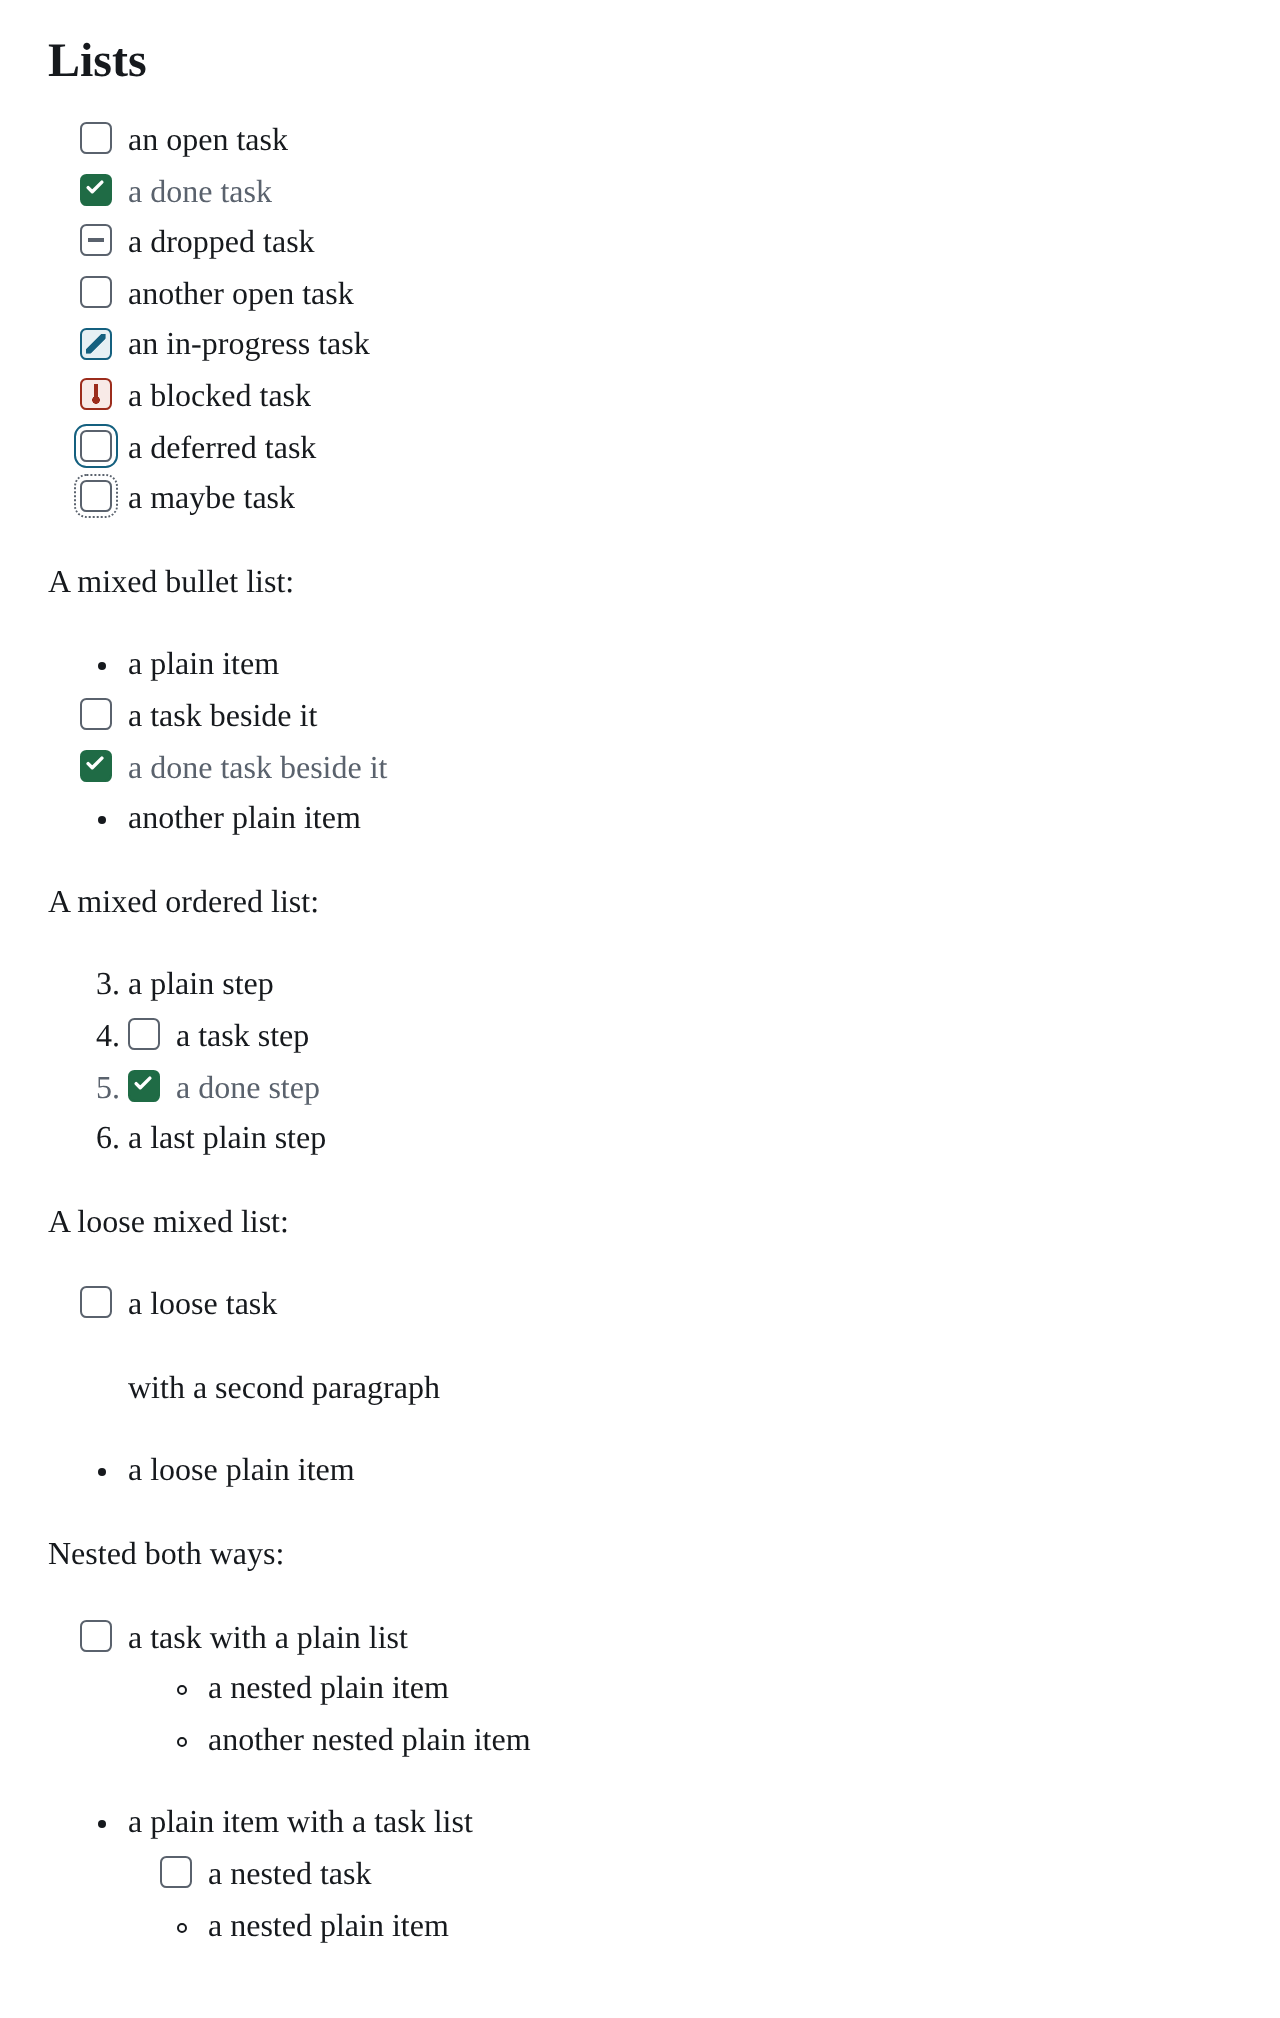 Lists
an open task
a done task
a dropped task
another open task
an in-progress task
a blocked task
a deferred task
a maybe task
A mixed bullet list:
a plain item
a task beside it
a done task beside it
another plain item
A mixed ordered list:
3. a plain step
4. a task step
5. a done step
6. a last plain step
A loose mixed list:
a loose task
with a second paragraph
a loose plain item
Nested both ways:
a task with a plain list
a nested plain item
another nested plain item
a plain item with a task list
a nested task
a nested plain item